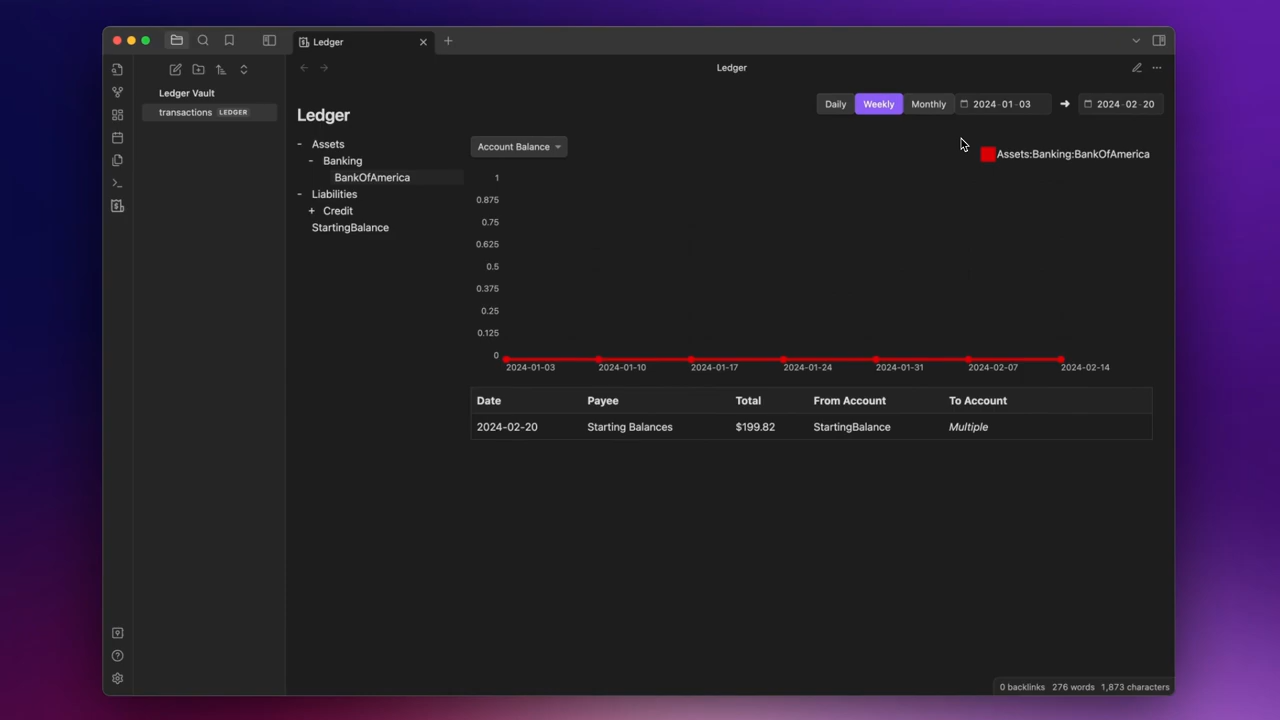 Ledger
Ledger
Ledger Vault
transactions LEDGER
Ledger
Daily Weekly Monthly 2024-01-03 → 2024-02-20
- Assets
- Banking
BankOfAmerica
- Liabilities
+ Credit
StartingBalance
Account Balance
Assets:Banking:BankOfAmerica
1
0.875
0.75
0.625
0.5
0.375
0.25
0.125
0
2024-01-03 2024-01-10 2024-01-17 2024-01-24 2024-01-31 2024-02-07 2024-02-14
Date Payee Total From Account To Account
2024-02-20 Starting Balances $199.82 StartingBalance Multiple
0 backlinks 276 words 1,873 characters